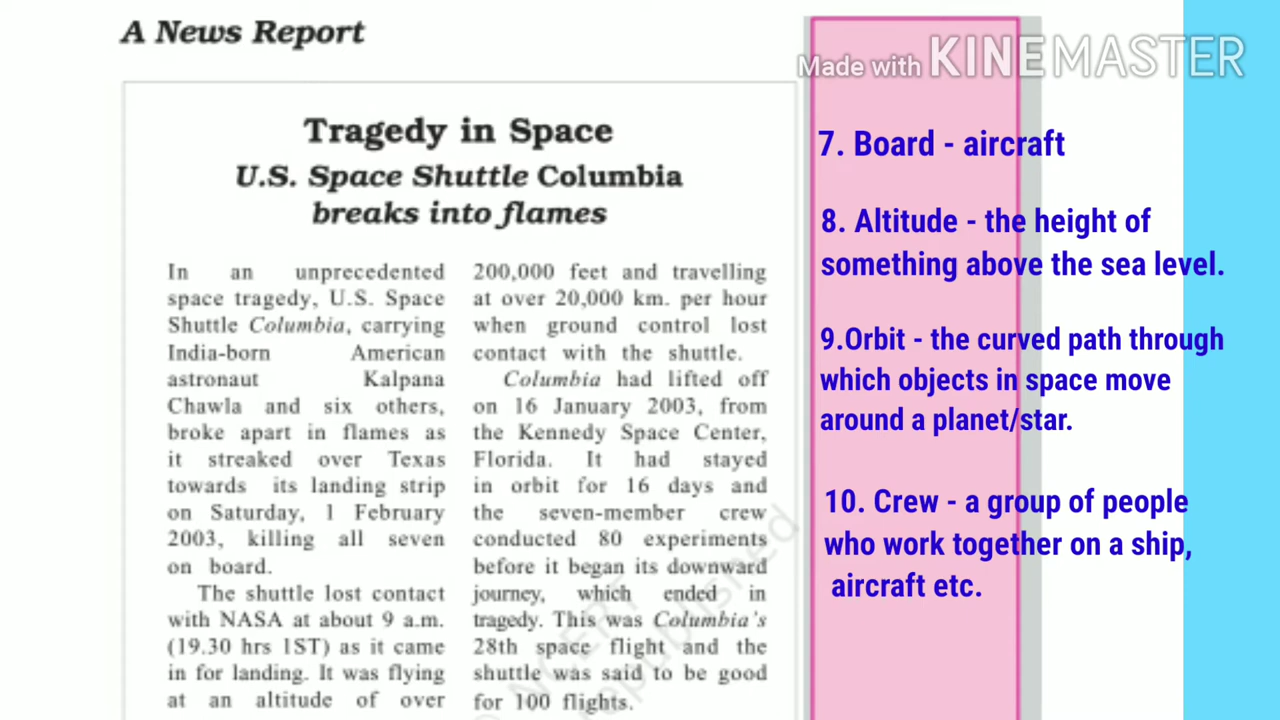 A News Report
Tragedy in Space
U.S. Space Shuttle Columbia
breaks into flames
In an unprecedented
space tragedy, U.S. Space
Shuttle Columbia, carrying
India-born American
astronaut Kalpana
Chawla and six others,
broke apart in flames as
it streaked over Texas
towards its landing strip
on Saturday, 1 February
2003, killing all seven
on board.
The shuttle lost contact
with NASA at about 9 a.m.
(19.30 hrs 1ST) as it came
in for landing. It was flying
at an altitude of over
200,000 feet and travelling
at over 20,000 km. per hour
when ground control lost
contact with the shuttle.
Columbia had lifted off
on 16 January 2003, from
the Kennedy Space Center,
Florida. It had stayed
in orbit for 16 days and
the seven-member crew
conducted 80 experiments
before it began its downward
journey, which ended in
tragedy. This was Columbia's
28th space flight and the
shuttle was said to be good
for 100 flights.
Made with KINEMASTER
7. Board - aircraft
8. Altitude - the height of
something above the sea level.
9.Orbit - the curved path through
which objects in space move
around a planet/star.
10. Crew - a group of people
who work together on a ship,
aircraft etc.
© NCERT
republished